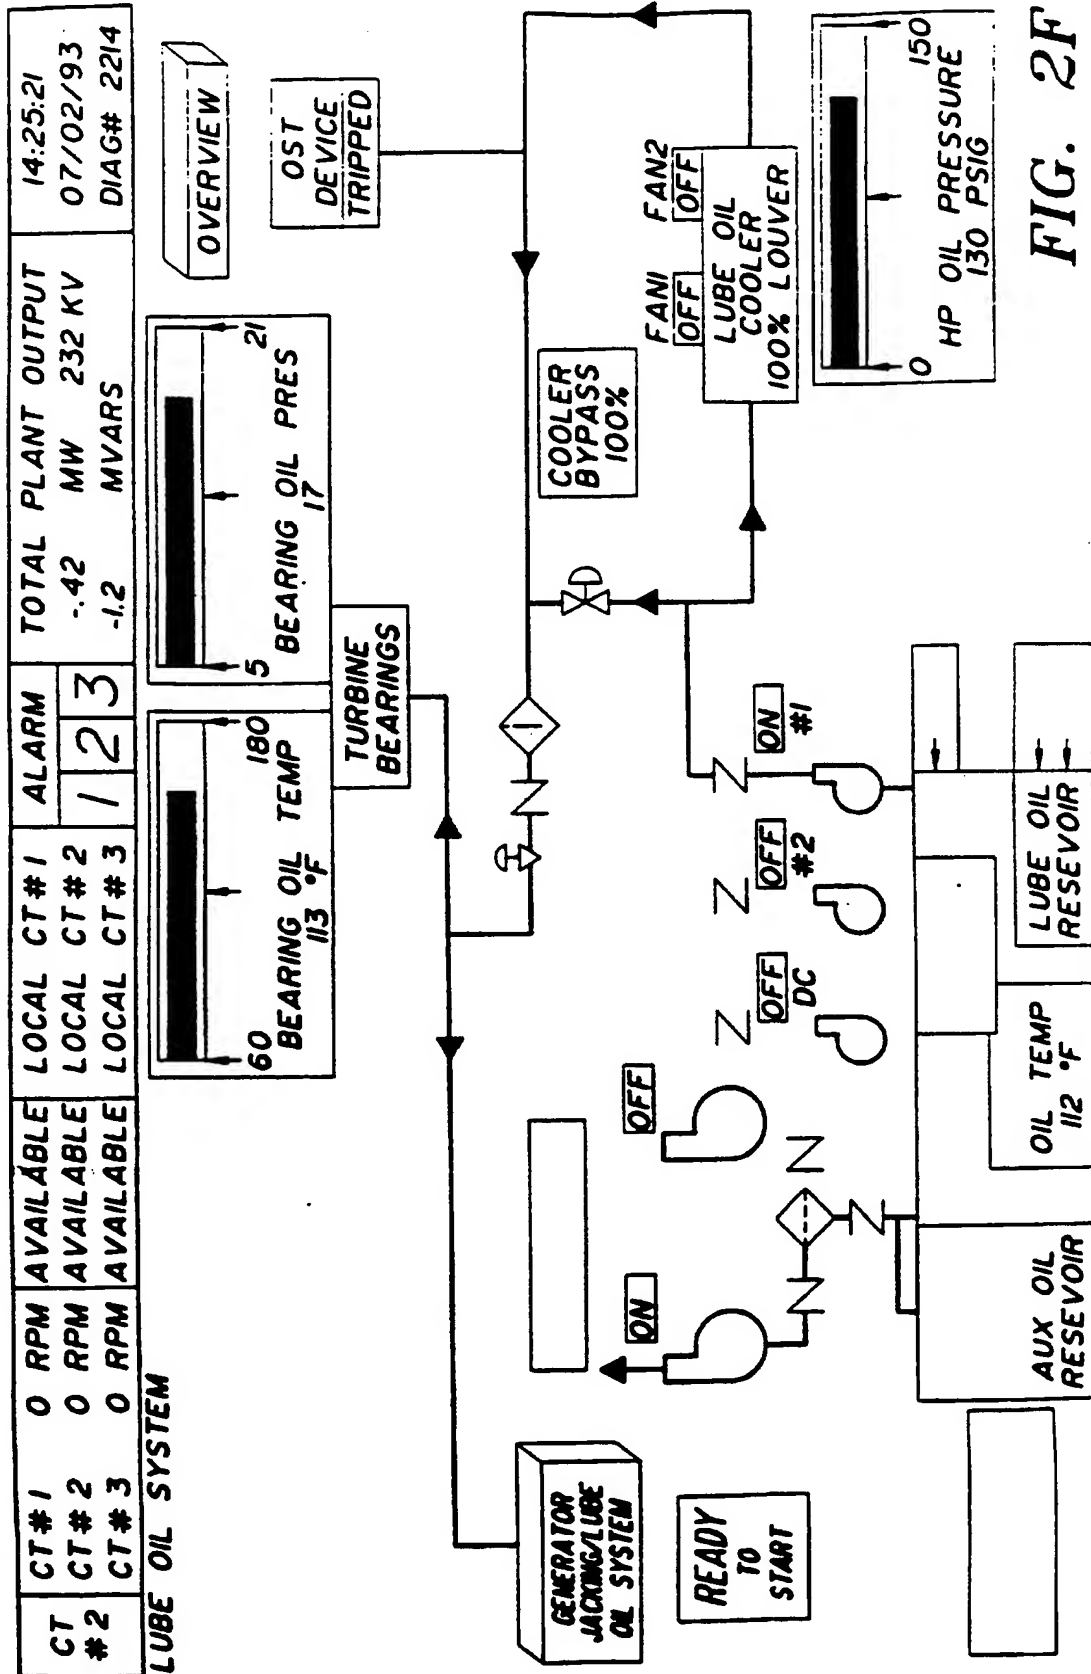 CT
#2
CT #1 0 RPM AVAILABLE LOCAL CT #1
CT #2 0 RPM AVAILABLE LOCAL CT #2
CT #3 0 RPM AVAILABLE LOCAL CT #3
ALARM
1 2 3
TOTAL PLANT OUTPUT
-.42 MW 232 KV
-1.2 MVARS
14:25:21
07/02/93
DIAG# 2214
LUBE OIL SYSTEM
60 180
BEARING OIL TEMP
113 °F
5 21
BEARING OIL PRES
17
OVERVIEW
TURBINE
BEARINGS
OST
DEVICE
TRIPPED
GENERATOR
JACKING/LUBE
OIL SYSTEM
COOLER
BYPASS
100%
FAN1 FAN2
OFF OFF
LUBE OIL
COOLER
100% LOUVER
READY
TO
START
ON
OFF
OFF
DC
OFF
#2
ON
#1
0 150
HP OIL PRESSURE
130 PSIG
AUX OIL
RESEVOIR
OIL TEMP
112 °F
LUBE OIL
RESEVOIR
FIG. 2F